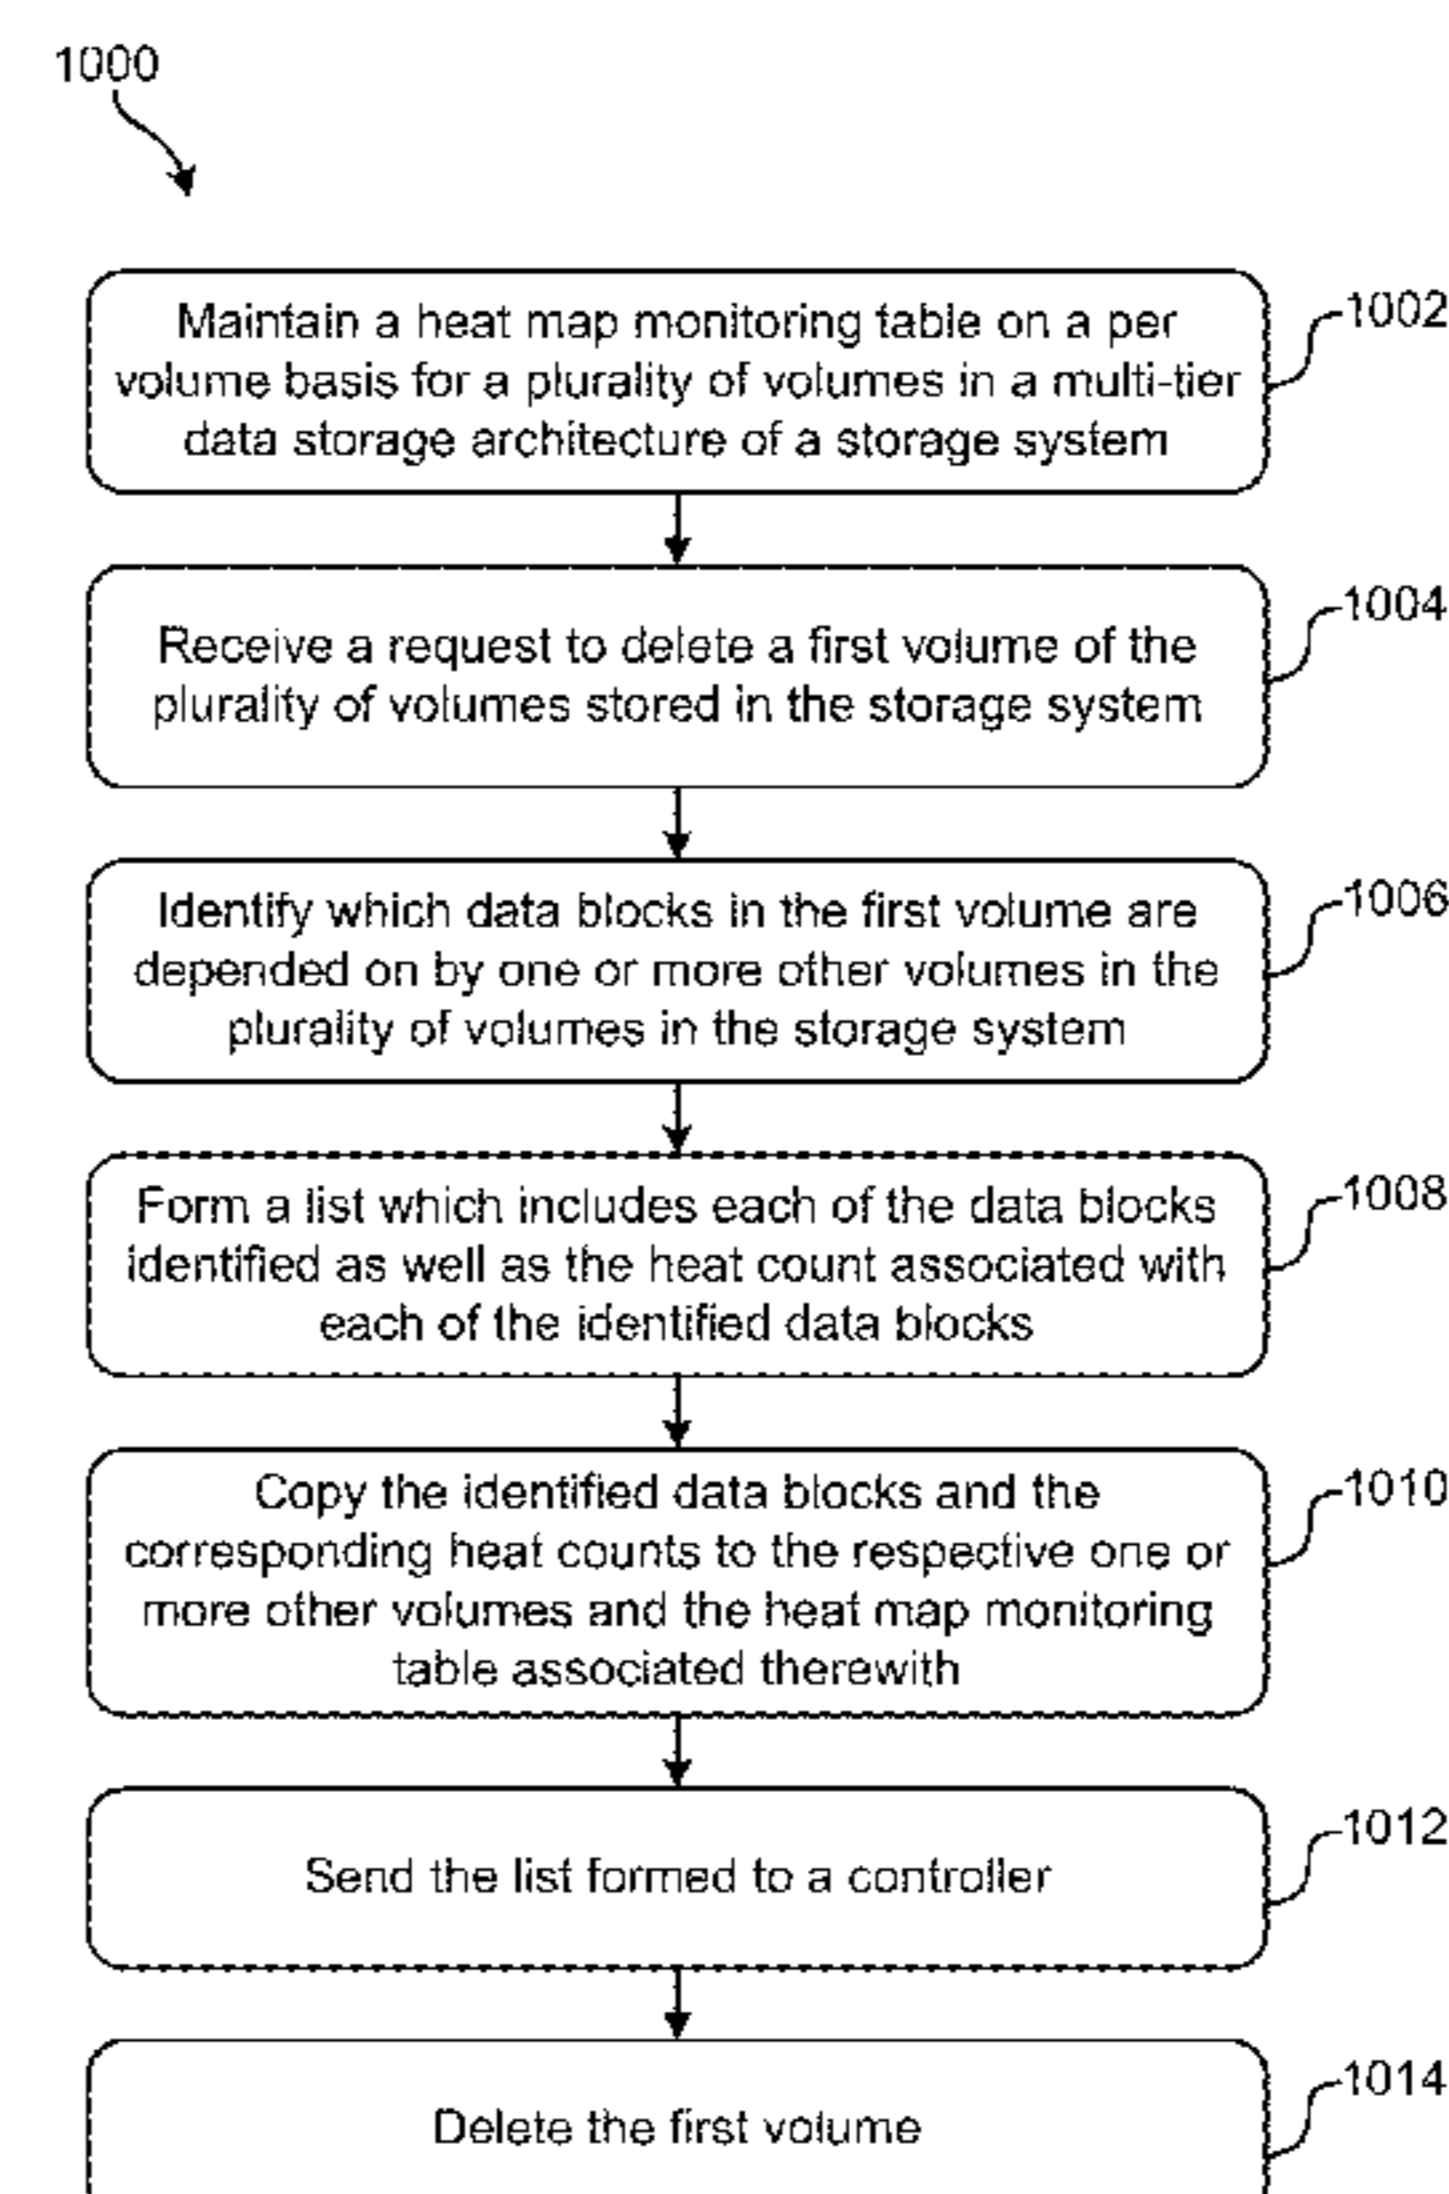 1000
Maintain a heat map monitoring table on a per
volume basis for a plurality of volumes in a multi-tier
data storage architecture of a storage system
1002
Receive a request to delete a first volume of the
plurality of volumes stored in the storage system
1004
Identify which data blocks in the first volume are
depended on by one or more other volumes in the
plurality of volumes in the storage system
1006
Form a list which includes each of the data blocks
identified as well as the heat count associated with
each of the identified data blocks
1008
Copy the identified data blocks and the
corresponding heat counts to the respective one or
more other volumes and the heat map monitoring
table associated therewith
1010
Send the list formed to a controller
1012
Delete the first volume
1014